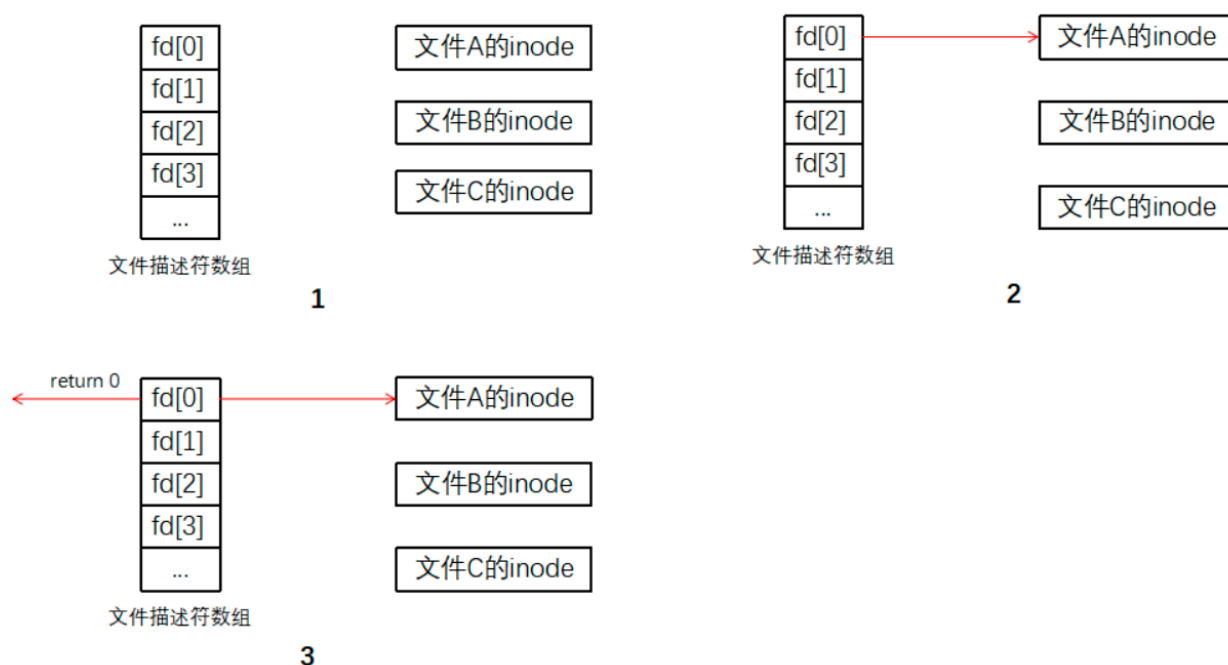 fd[0]
fd[1]
fd[2]
fd[3]
...
文件描述符数组
文件A的inode
文件B的inode
文件C的inode
1
fd[0]
fd[1]
fd[2]
fd[3]
...
文件描述符数组
文件A的inode
文件B的inode
文件C的inode
2
return 0
fd[0]
fd[1]
fd[2]
fd[3]
...
文件描述符数组
文件A的inode
文件B的inode
文件C的inode
3